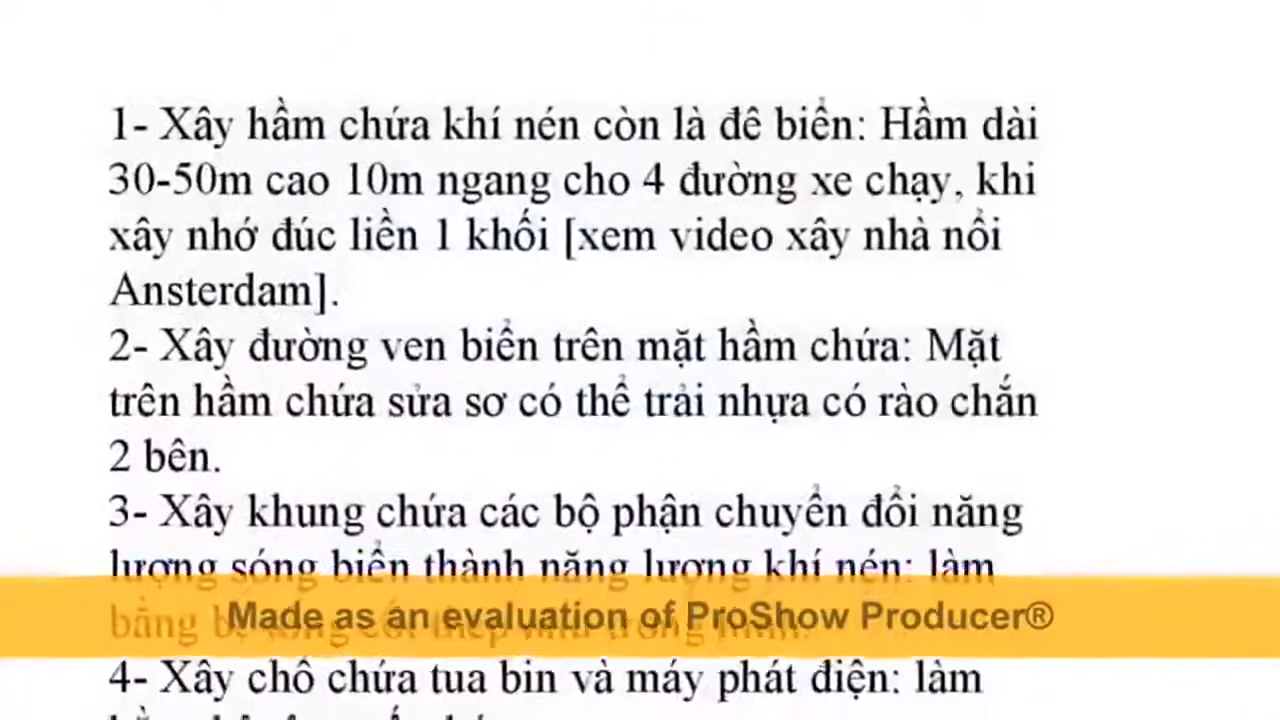 1- Xây hầm chứa khí nén còn là đê biển: Hầm dài
30-50m cao 10m ngang cho 4 đường xe chạy, khi
xây nhớ đúc liền 1 khối [xem video xây nhà nổi
Ansterdam].
2- Xây đường ven biển trên mặt hầm chứa: Mặt
trên hầm chứa sửa sơ có thể trải nhựa có rào chắn
2 bên.
3- Xây khung chứa các bộ phận chuyển đổi năng
lượng sóng biển thành năng lượng khí nén: làm
bằng
Made as an evaluation of ProShow Producer®
4- Xây chỗ chứa tua bin và máy phát điện: làm